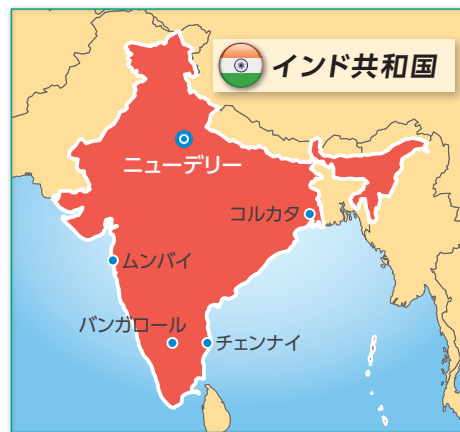 インド共和国
ニューデリー
コルカタ
ムンバイ
バンガロール
チェンナイ